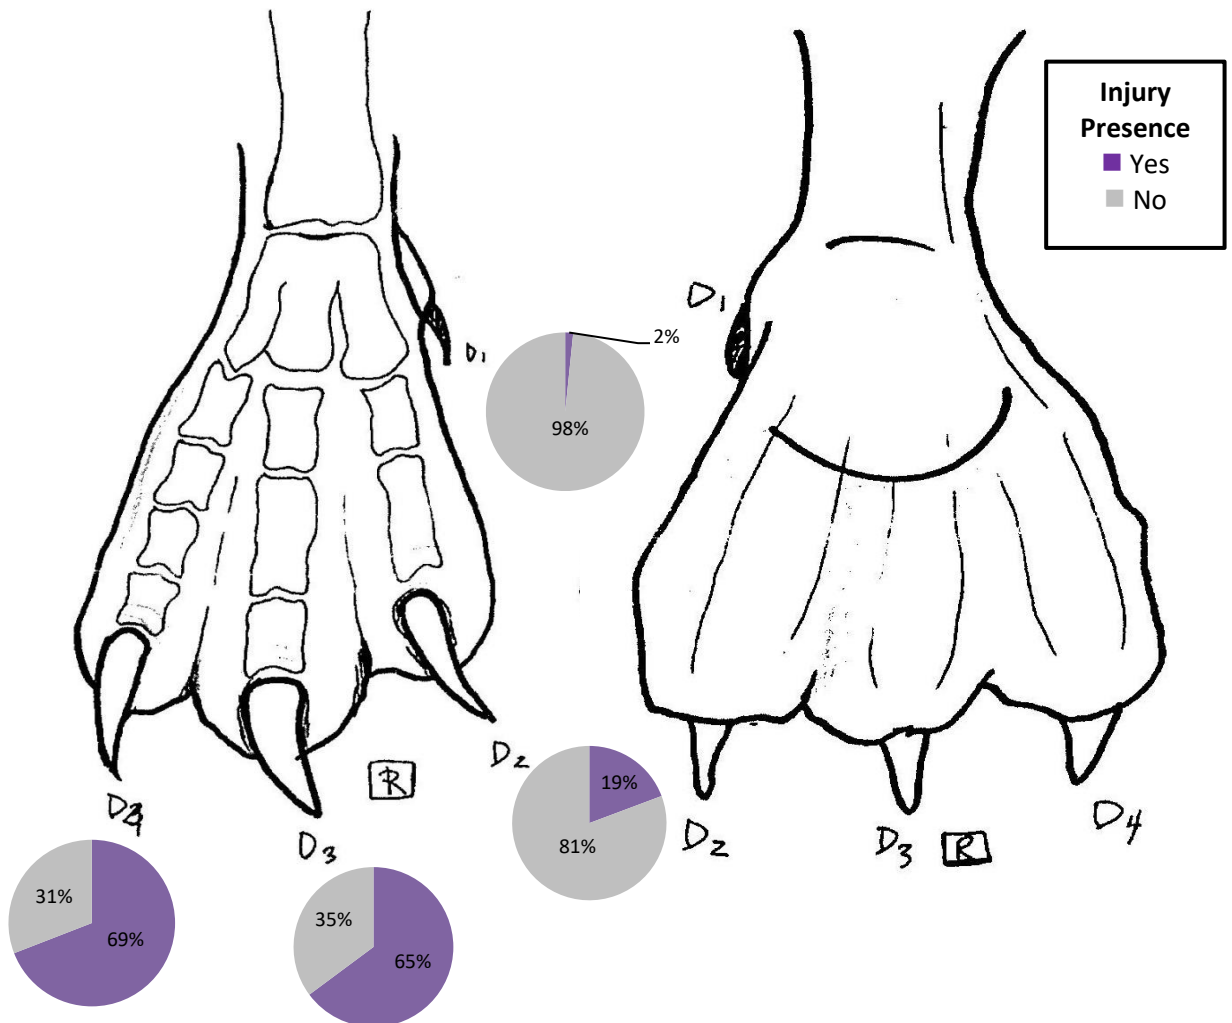 Injury
Presence
Yes
No
D1
D1
2%
98%
D2
R
D3
19%
81%
D2
D3
R
D4
31%
69%
35%
65%